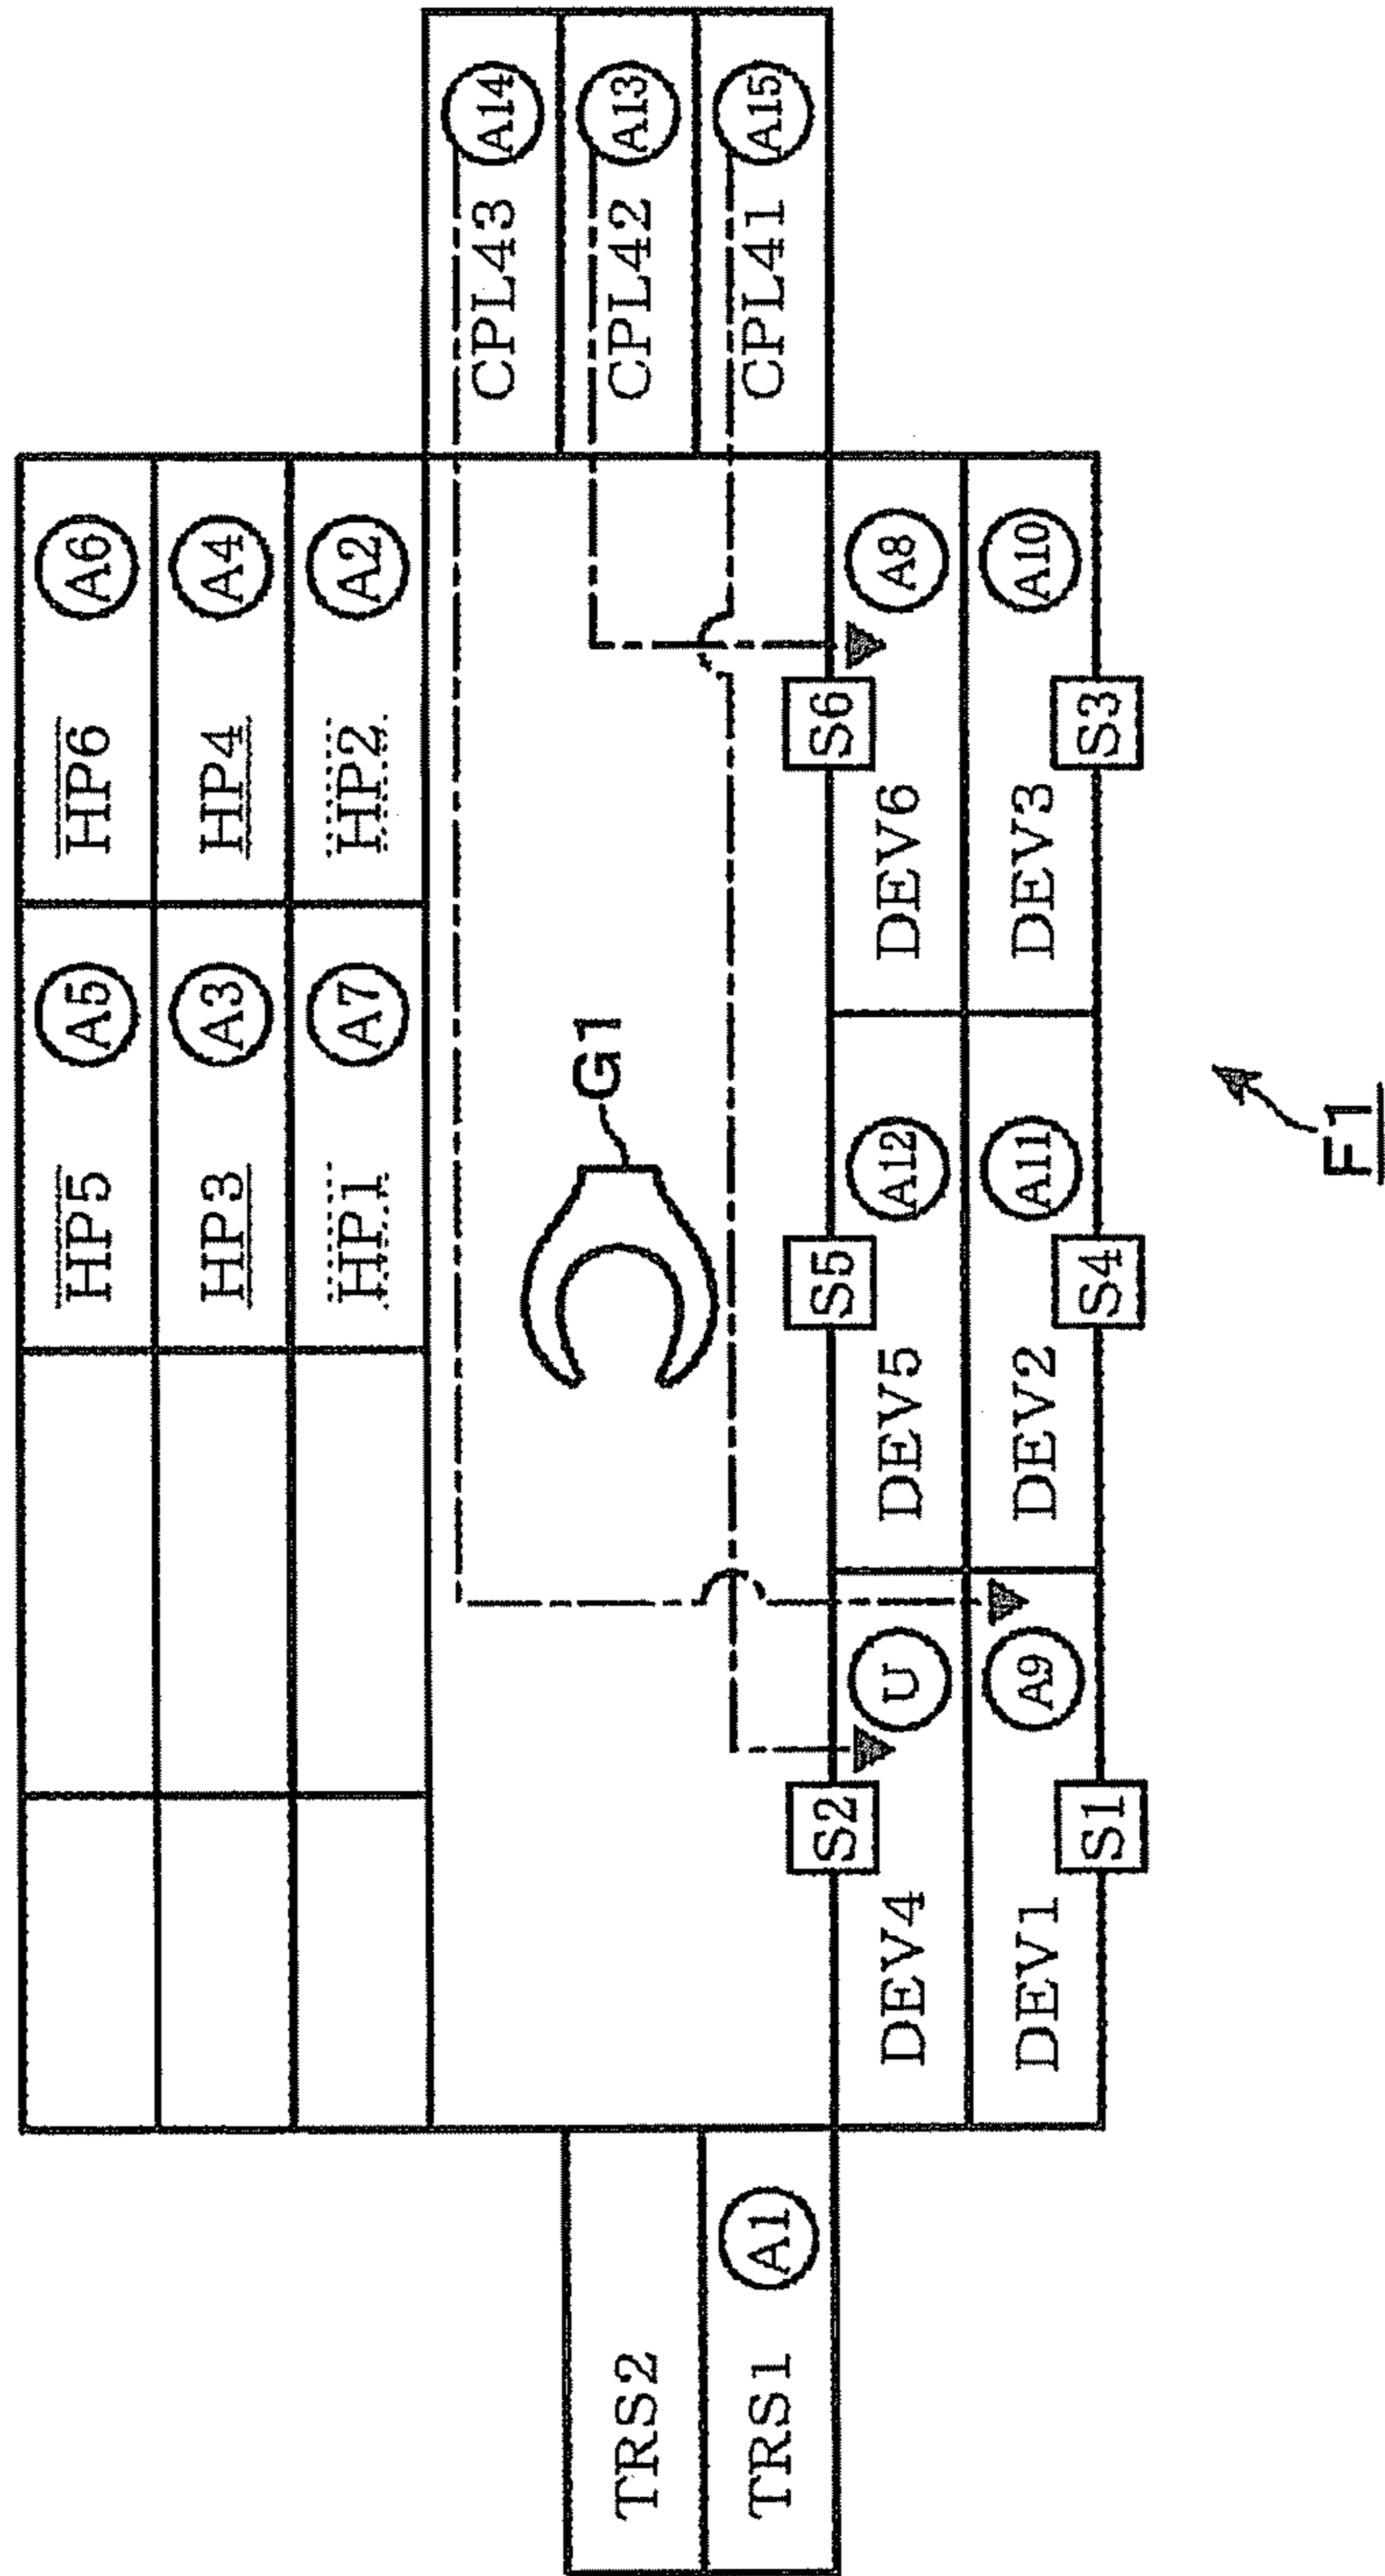 A6
A4
A2
HP6
HP4
HP2
A5
A3
A7
HP5
HP3
HP1
A14
A13
A15
CPL43
CPL42
CPL41
G1
A8
A10
S6
S3
DEV6
DEV3
A12
A11
S5
S4
DEV5
DEV2
U
A9
S2
S1
DEV4
DEV1
A1
TRS2
TRS1
F1